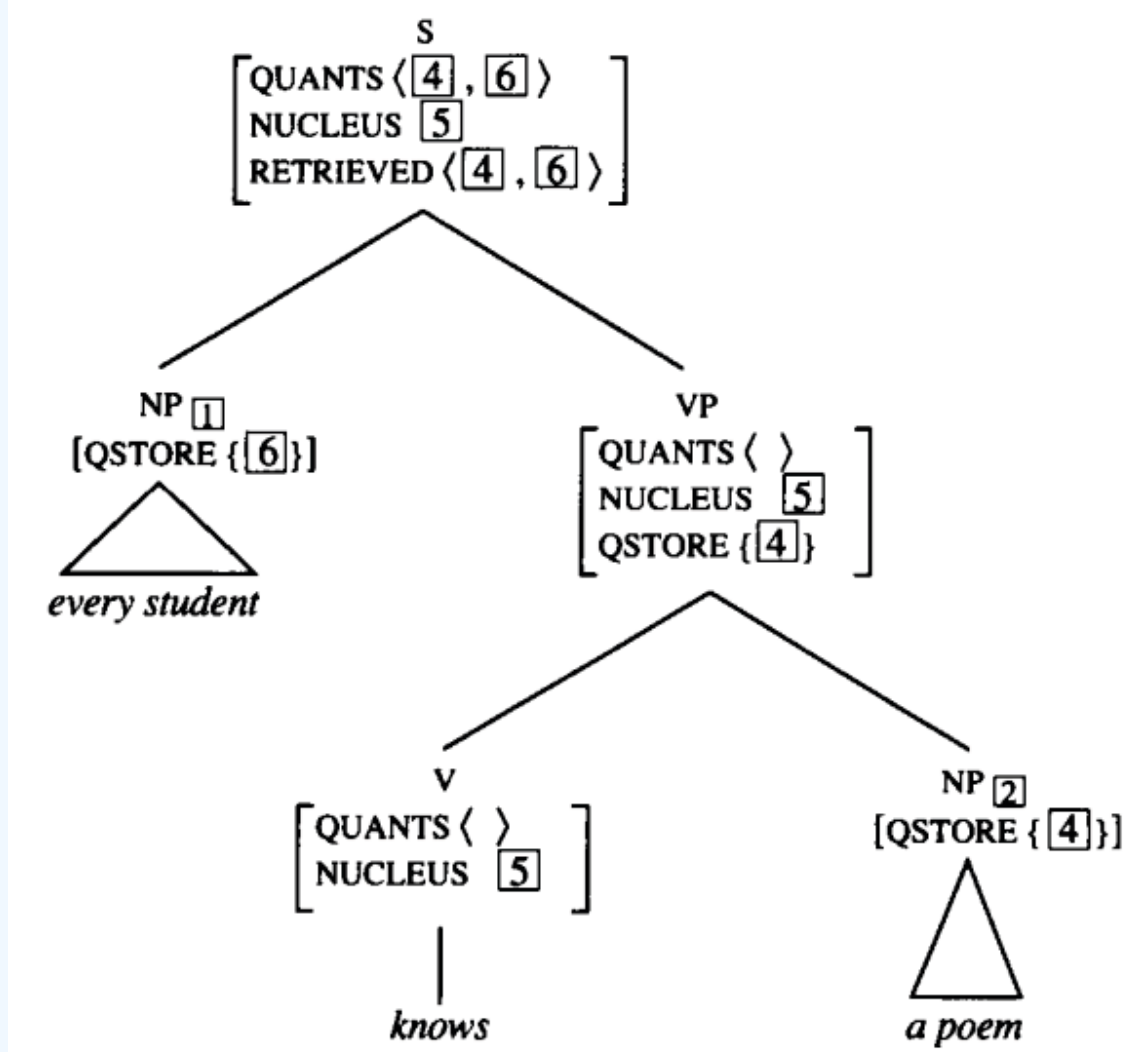 S
QUANTS ⟨ 4 , 6 ⟩
NUCLEUS 5
RETRIEVED ⟨ 4 , 6 ⟩
NP 1
[QSTORE { 6 }]
every student
VP
QUANTS ⟨ ⟩
NUCLEUS 5
QSTORE { 4 }
V
QUANTS ⟨ ⟩
NUCLEUS 5
knows
NP 2
[QSTORE { 4 }]
a poem